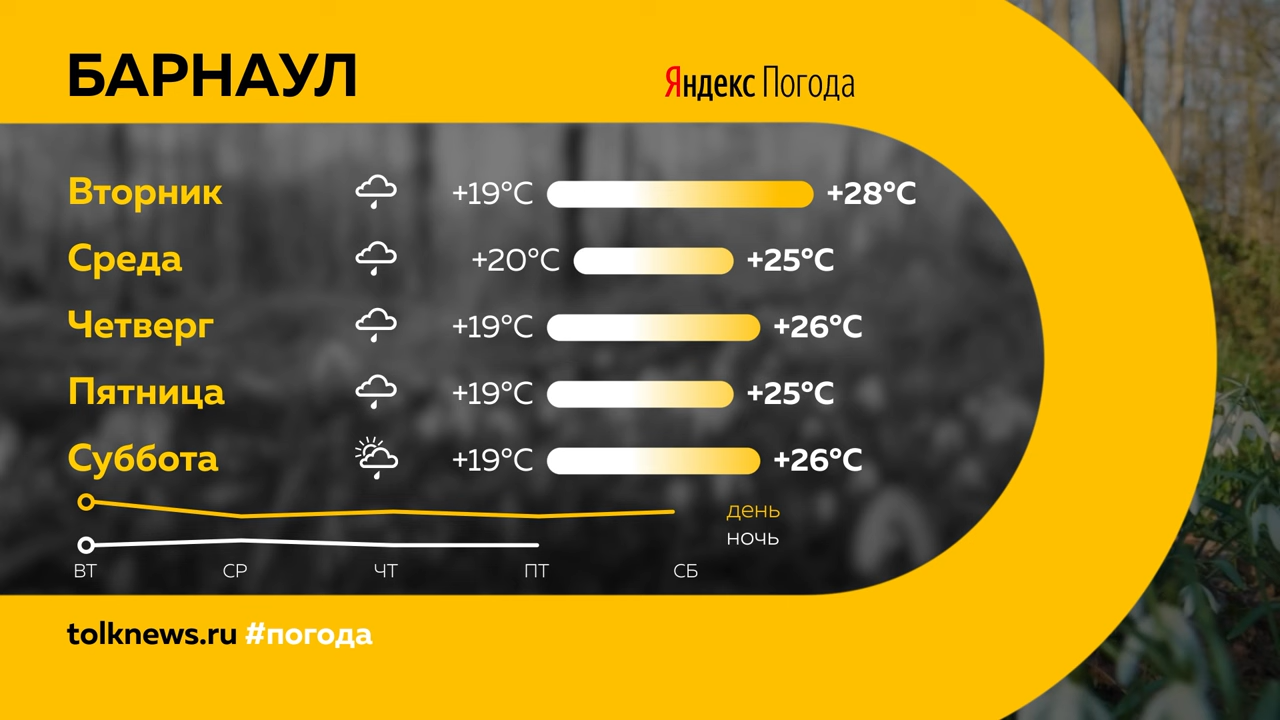 БАРНАУЛ
Яндекс Погода
Вторник +19°C +28°C
Среда +20°C +25°C
Четверг +19°C +26°C
Пятница +19°C +25°C
Суббота +19°C +26°C
день
ночь
ВТ СР ЧТ ПТ СБ
tolknews.ru #погода